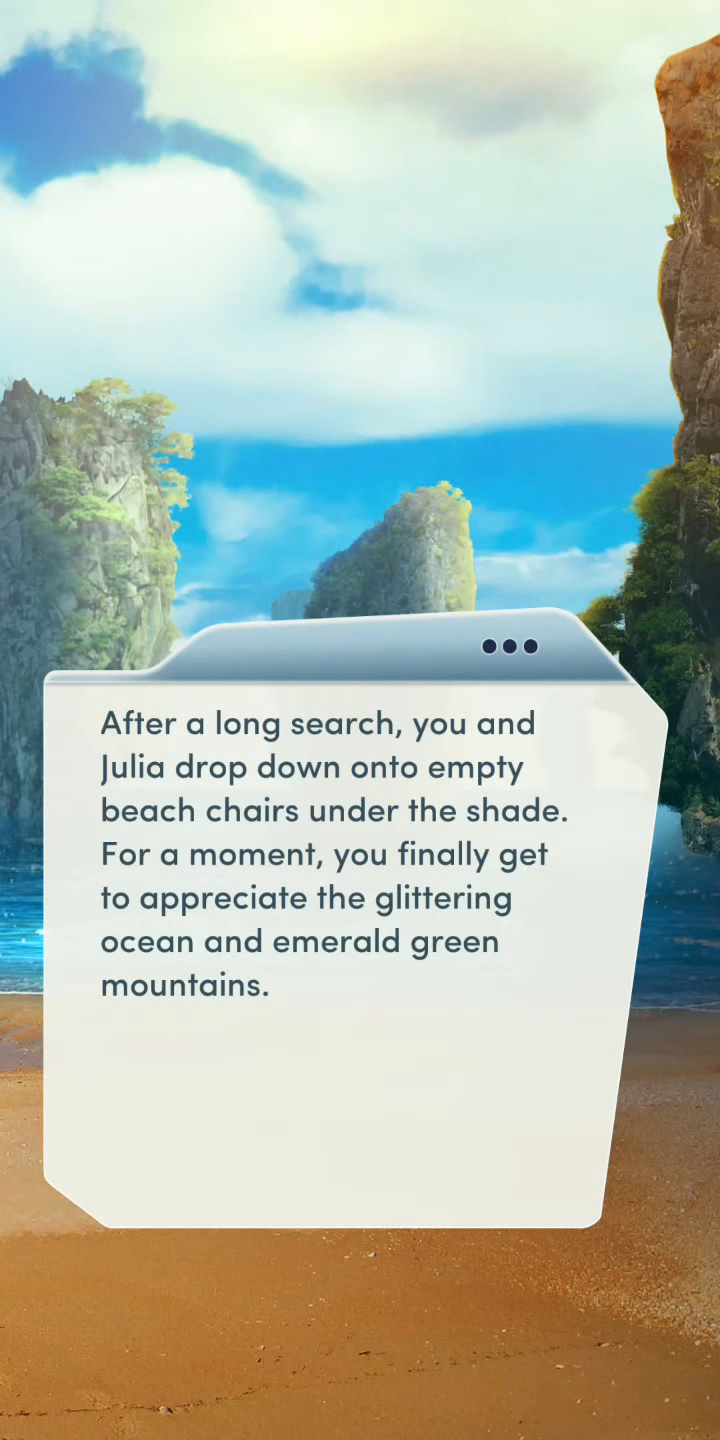 After a long search, you and
Julia drop down onto empty
beach chairs under the shade.
For a moment, you finally get
to appreciate the glittering
ocean and emerald green
mountains.